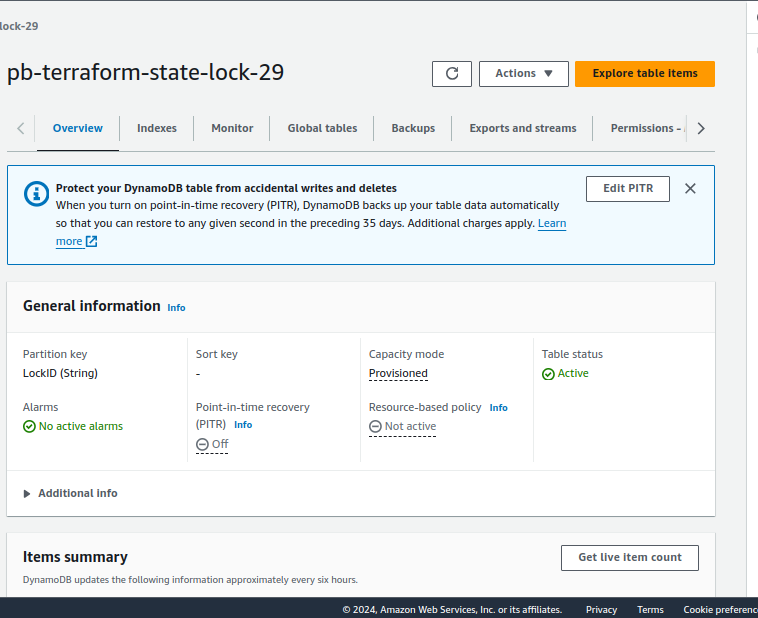 lock-29
pb-terraform-state-lock-29
Actions
Explore table items
Overview
Indexes
Monitor
Global tables
Backups
Exports and streams
Permissions -
Protect your DynamoDB table from accidental writes and deletes
Edit PITR
When you turn on point-in-time recovery (PITR), DynamoDB backs up your table data automatically
so that you can restore to any given second in the preceding 35 days. Additional charges apply. Learn
more
General information Info
Partition key
LockID (String)
Sort key
-
Capacity mode
Provisioned
Table status
Active
Alarms
No active alarms
Point-in-time recovery
(PITR) Info
Off
Resource-based policy Info
Not active
Additional info
Items summary
Get live item count
DynamoDB updates the following information approximately every six hours.
© 2024, Amazon Web Services, Inc. or its affiliates.
Privacy
Terms
Cookie preferenc